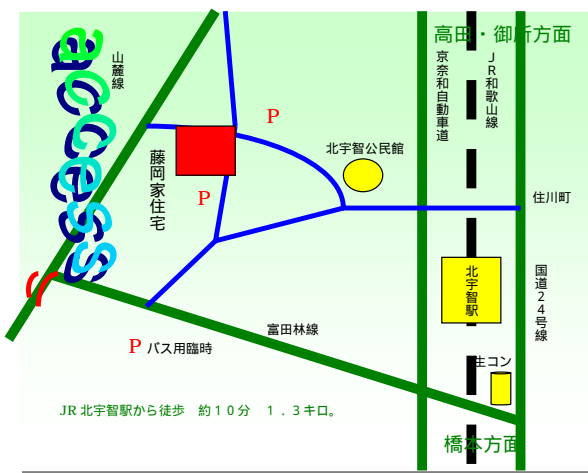 高田・御所方面
access
山麓線
京奈和自動車道
ＪＲ和歌山線
P
北宇智公民館
藤岡家住宅
P
住川町
北宇智駅
国道２４号線
富田林線
P バス用臨時
生コン
JR 北宇智駅から徒歩　約１０分　１．３キロ。
橋本方面